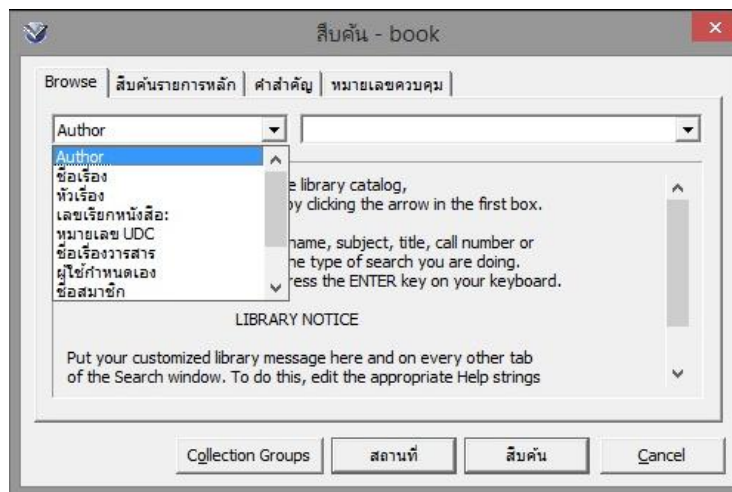 สืบค้น - book
Browse สืบค้นรายการหลัก คำสำคัญ หมายเลขควบคุม
Author
Author
ชื่อเรื่อง
หัวเรื่อง
เลขเรียกหนังสือ:
หมายเลข UDC
ชื่อเรื่องวารสาร
ผู้ใช้กำหนดเอง
ชื่อสมาชิก
library catalog,
by clicking the arrow in the first box.
name, subject, title, call number or
type of search you are doing.
press the ENTER key on your keyboard.
LIBRARY NOTICE
Put your customized library message here and on every other tab
of the Search window. To do this, edit the appropriate Help strings
Collection Groups สถานที่ สืบค้น Cancel